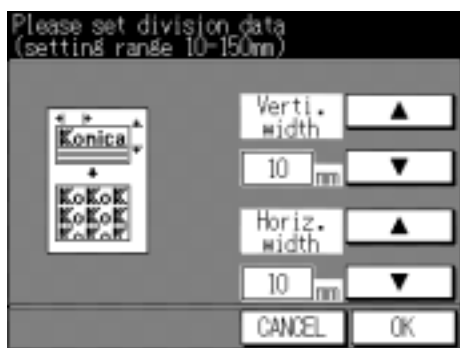 Please set division data
(setting range 10-150mm)
Konica
KoKoK
KoKoK
KoKoK
Verti.
width
10 mm
Horiz.
width
10 mm
CANCEL OK